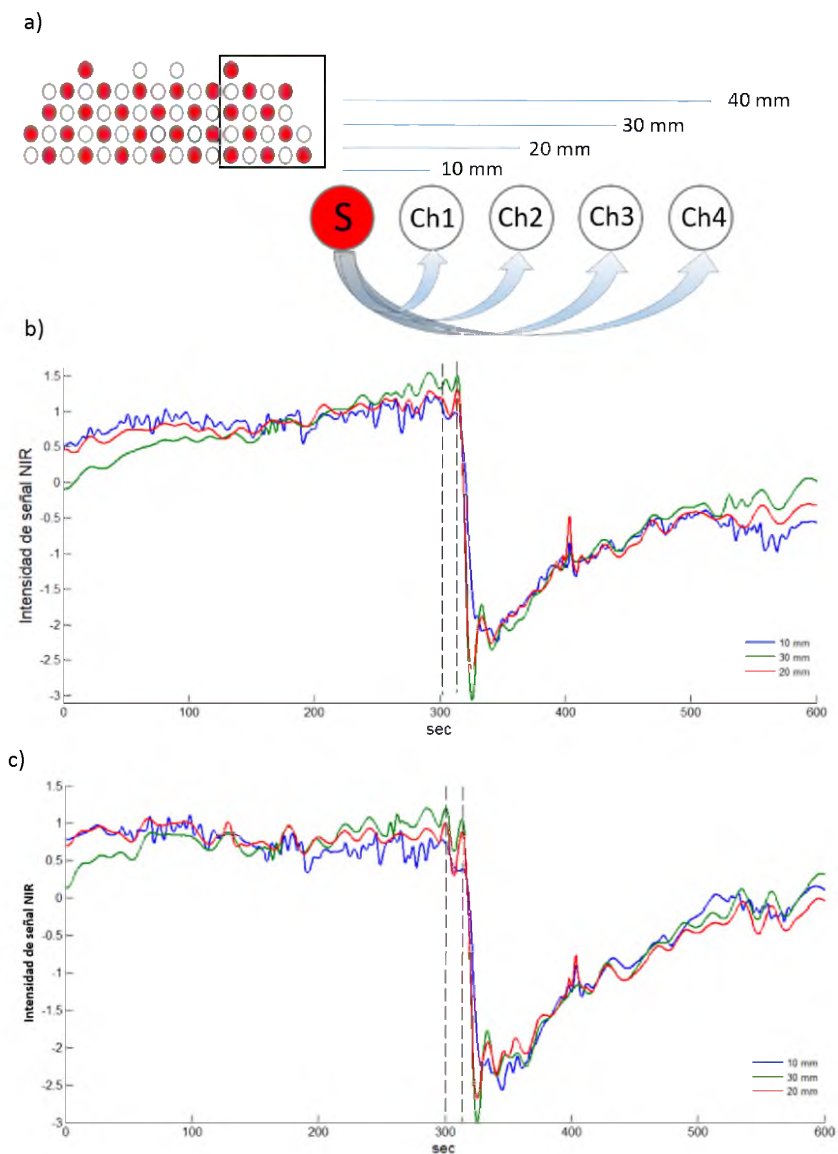 a)
40 mm
30 mm
20 mm
10 mm
S Ch1 Ch2 Ch3 Ch4
b)
Intensidad de señal NIR
1.5
1
0.5
0
-0.5
-1
-1.5
-2
-2.5
-3
0 100 200 300 400 500 600
sec
10 mm
30 mm
20 mm
c)
Intensidad de señal NIR
1.5
1
0.5
0
-0.5
-1
-1.5
-2
-2.5
-3
0 100 200 300 400 500 600
sec
10 mm
30 mm
20 mm